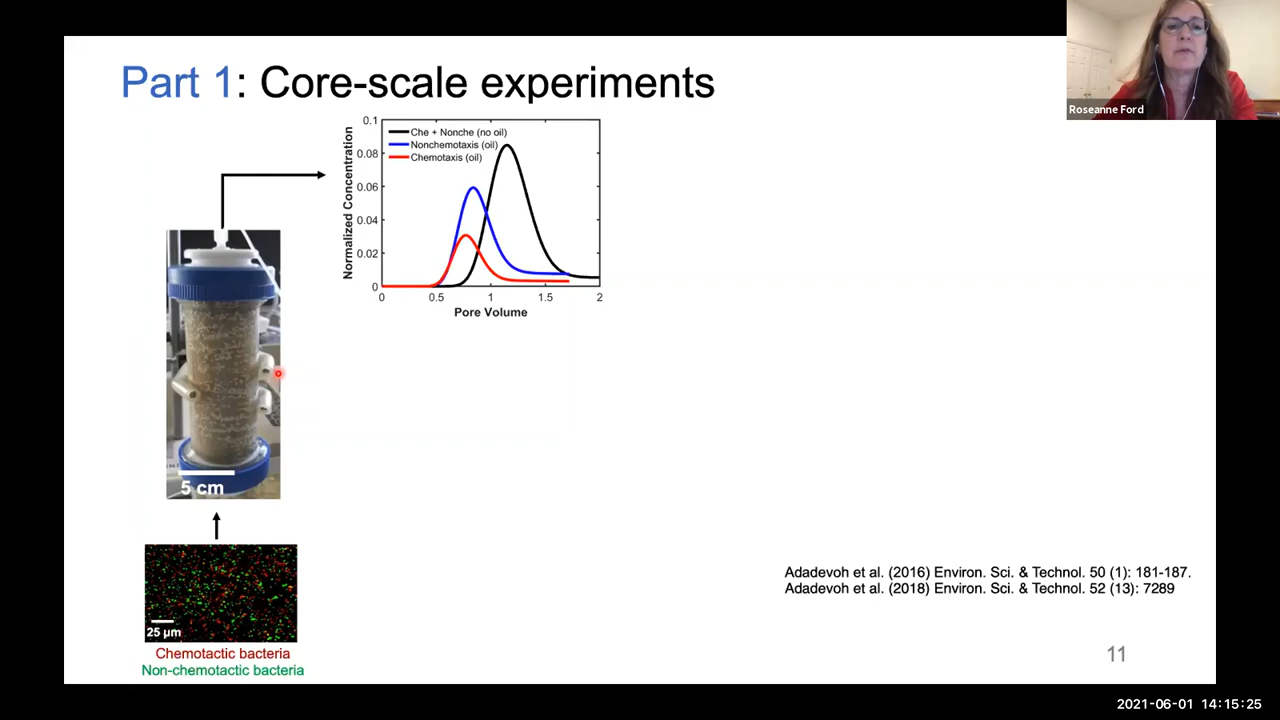 Part 1: Core-scale experiments
Roseanne Ford
Normalized Concentration
0.1
0.08
0.06
0.04
0.02
0
Che + Nonche (no oil)
Nonchemotaxis (oil)
Chemotaxis (oil)
0 0.5 1 1.5 2
Pore Volume
5 cm
25 µm
Chemotactic bacteria
Non-chemotactic bacteria
Adadevoh et al. (2016) Environ. Sci. & Technol. 50 (1): 181-187.
Adadevoh et al. (2018) Environ. Sci. & Technol. 52 (13): 7289
11
2021-06-01 14:15:25